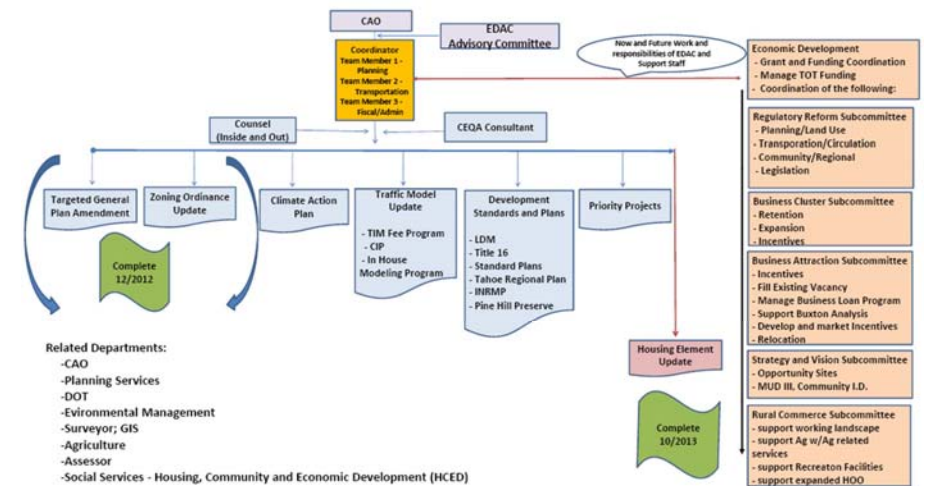 CAO
EDAC
Advisory Committee
Coordinator
Team Member 1 -
Planning
Team Member 2 -
Transportation
Team Member 3 -
Fiscal/Admin
Now and Future Work and
responsibilities of EDAC and
Support Staff
Counsel
(Inside and Out)
CEQA Consultant
Targeted General
Plan Amendment
Zoning Ordinance
Update
Climate Action
Plan
Traffic Model
Update
- TIM Fee Program
- CIP
- In House
Modeling Program
Development
Standards and Plans
- LDM
- Title 16
- Standard Plans
- Tahoe Regional Plan
- INRMP
- Pine Hill Preserve
Priority Projects
Complete
12/2012
Housing Element
Update
Complete
10/2013
Related Departments:
-CAO
-Planning Services
-DOT
-Evironmental Management
-Surveyor; GIS
-Agriculture
-Assessor
-Social Services - Housing, Community and Economic Development (HCED)
Economic Development
- Grant and Funding Coordination
- Manage TOT Funding
- Coordination of the following:
Regulatory Reform Subcommittee
- Planning/Land Use
- Transporation/Circulation
- Community/Regional
- Legislation
Business Cluster Subcommittee
- Retention
- Expansion
- Incentives
Business Attraction Subcommittee
- Incentives
- Fill Existing Vacancy
- Manage Business Loan Program
- Support Buxton Analysis
- Develop and market Incentives
- Relocation
Strategy and Vision Subcommittee
- Opportunity Sites
- MUD III, Community I.D.
Rural Commerce Subcommittee
- support working landscape
- support Ag w/Ag related
services
- support Recreaton Facilities
- support expanded HOO